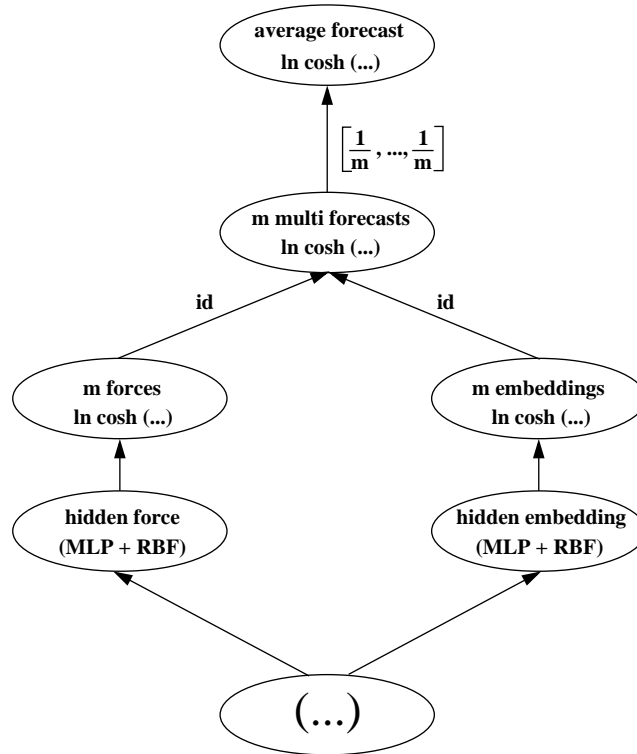 average forecast
ln cosh (...)
[1/m, ..., 1/m]
m multi forecasts
ln cosh (...)
id
id
m forces
ln cosh (...)
m embeddings
ln cosh (...)
hidden force
(MLP + RBF)
hidden embedding
(MLP + RBF)
(...)